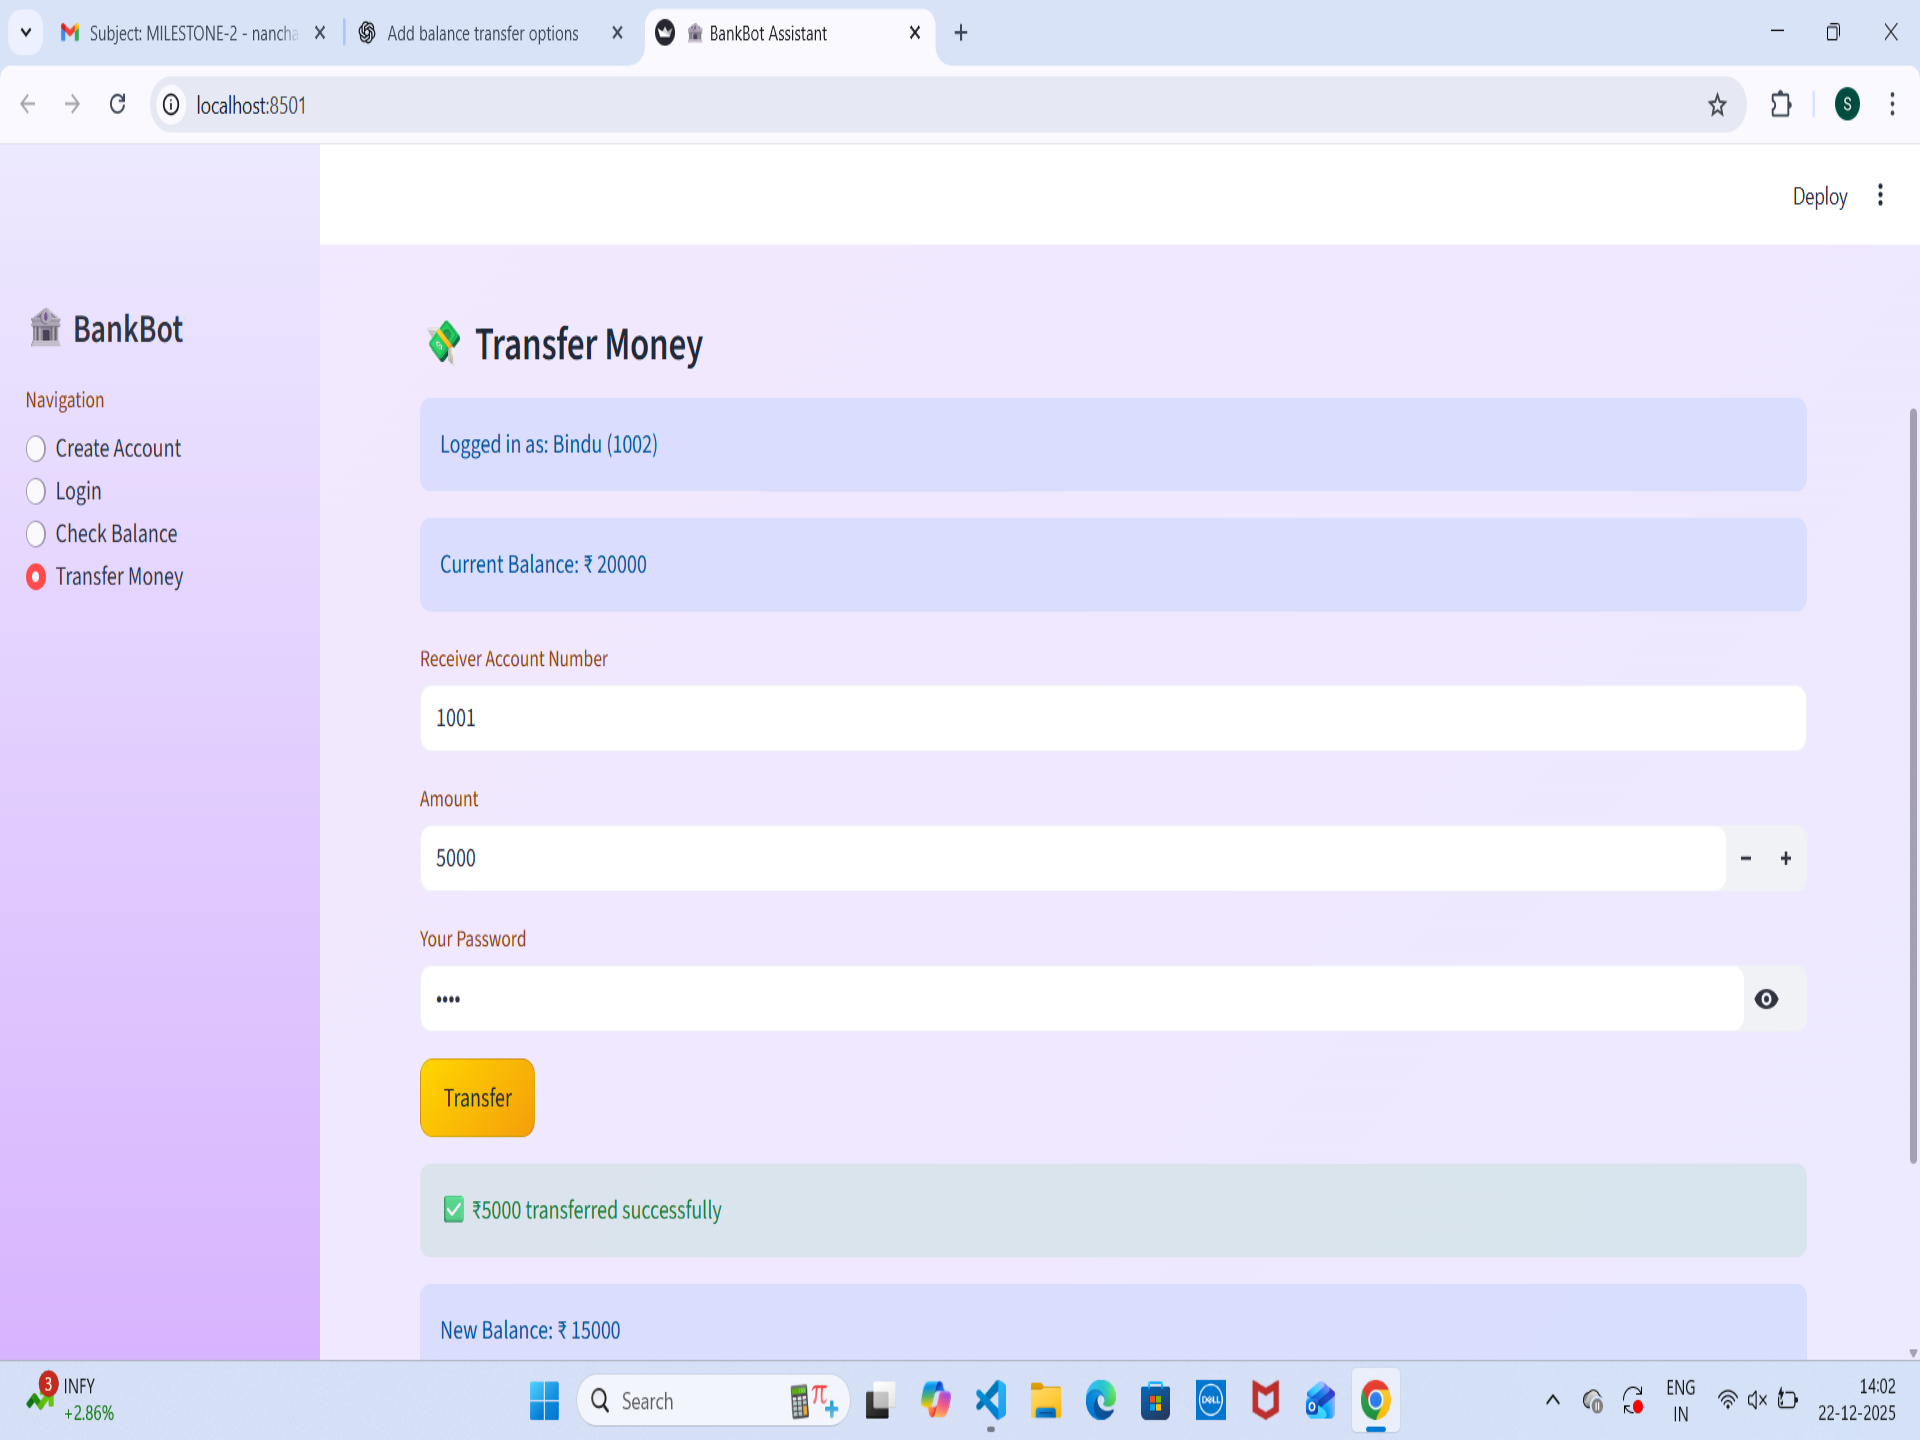 Subject: MILESTONE-2 - nancha
Add balance transfer options
BankBot Assistant
localhost:8501
S
Deploy
BankBot
Navigation
Create Account
Login
Check Balance
Transfer Money
Transfer Money
Logged in as: Bindu (1002)
Current Balance: ₹ 20000
Receiver Account Number
1001
Amount
5000
Your Password
••••
Transfer
₹5000 transferred successfully
New Balance: ₹ 15000
3
INFY
+2.86%
Search
DELL
ENG
IN
14:02
22-12-2025